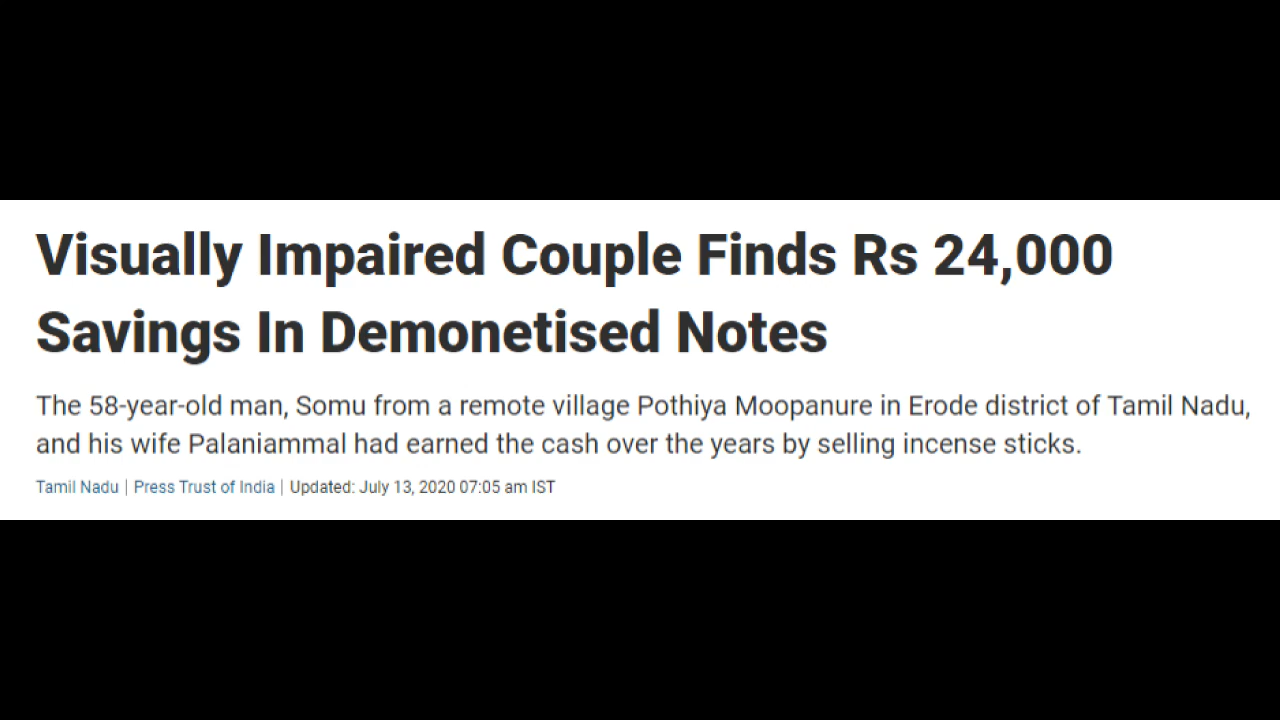 Visually Impaired Couple Finds Rs 24,000
Savings In Demonetised Notes
The 58-year-old man, Somu from a remote village Pothiya Moopanure in Erode district of Tamil Nadu,
and his wife Palaniammal had earned the cash over the years by selling incense sticks.
Tamil Nadu | Press Trust of India | Updated: July 13, 2020 07:05 am IST